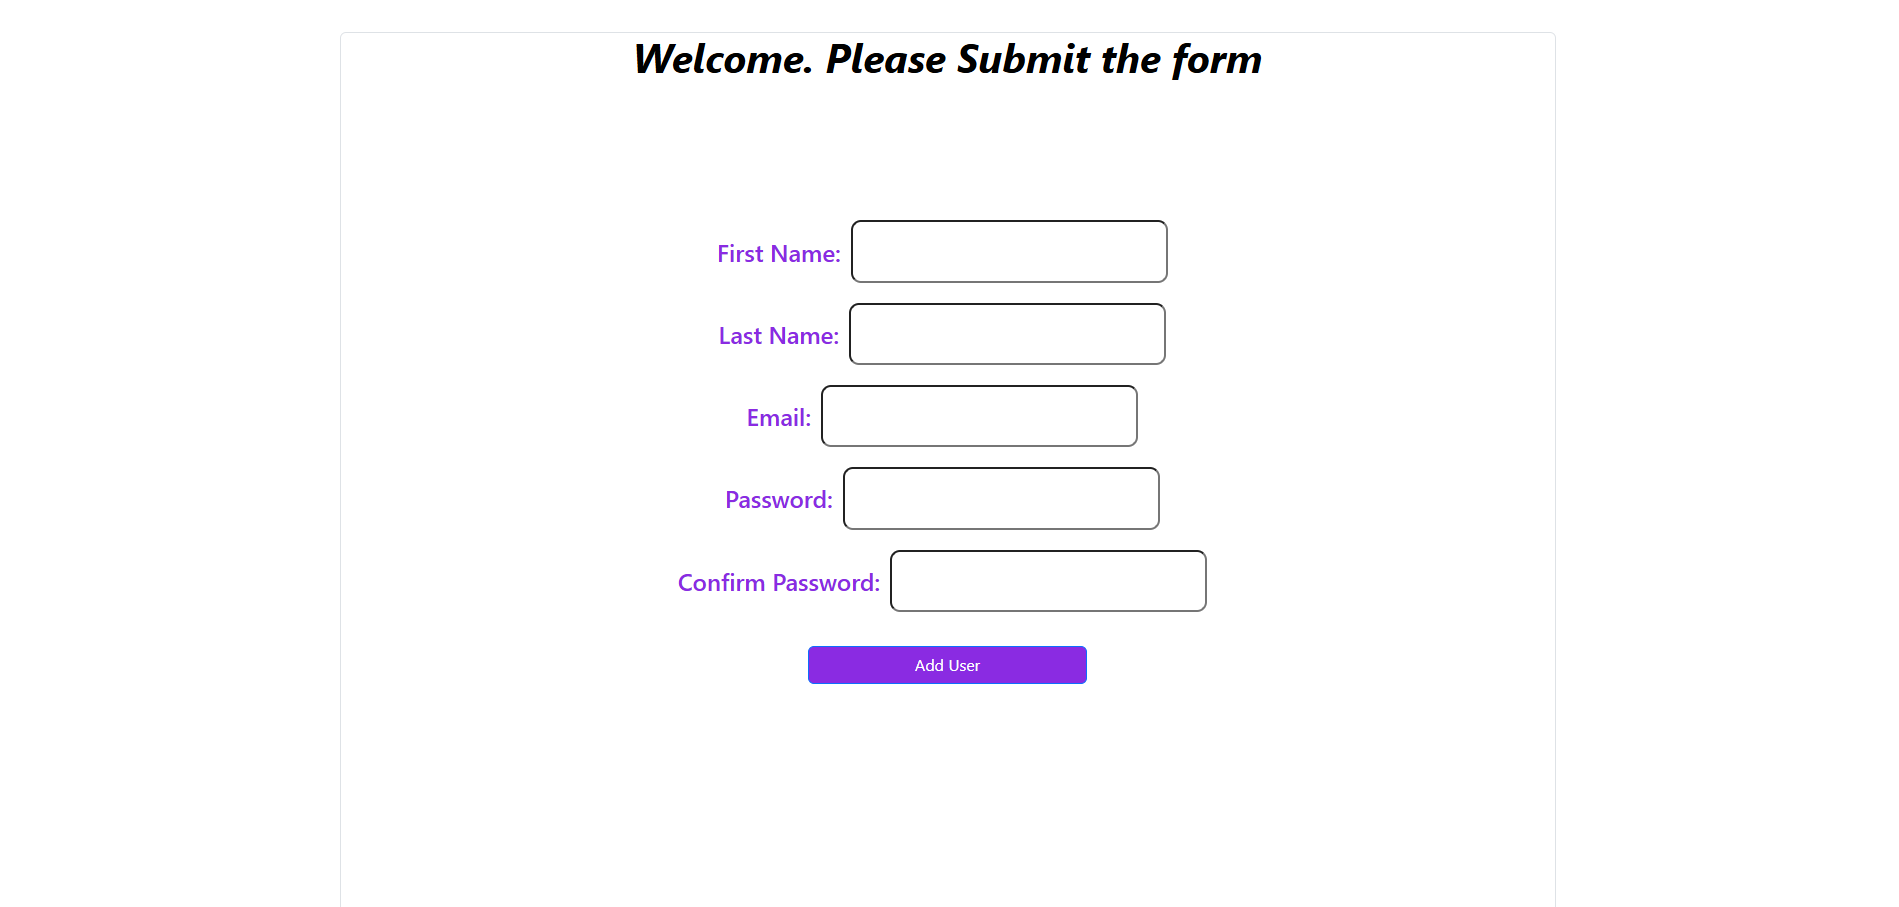 Welcome. Please Submit the form
First Name:
Last Name:
Email:
Password:
Confirm Password:
Add User